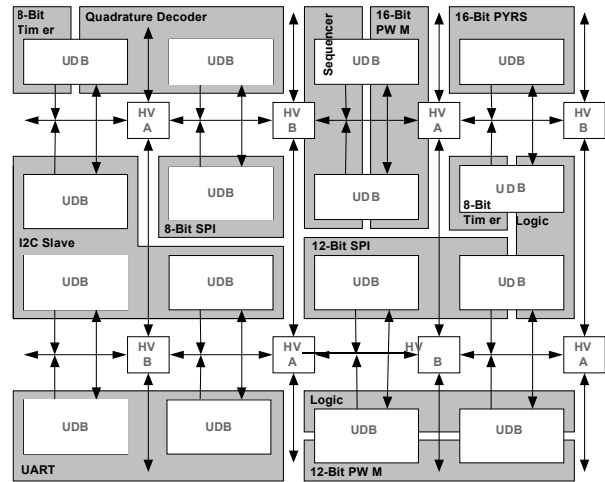 8-Bit
Tim er
Quadrature Decoder
Sequencer
16-Bit
PW M
16-Bit PYRS
UDB
UDB
UDB
UDB
HV
A
HV
B
HV
A
HV
B
UDB
UDB
UDB
UDB
I2C Slave
8-Bit SPI
8-Bit
Tim er
Logic
12-Bit SPI
UDB
UDB
UDB
UDB
HV
B
HV
A
HV
B
HV
A
Logic
UDB
UDB
UDB
UDB
UART
12-Bit PW M